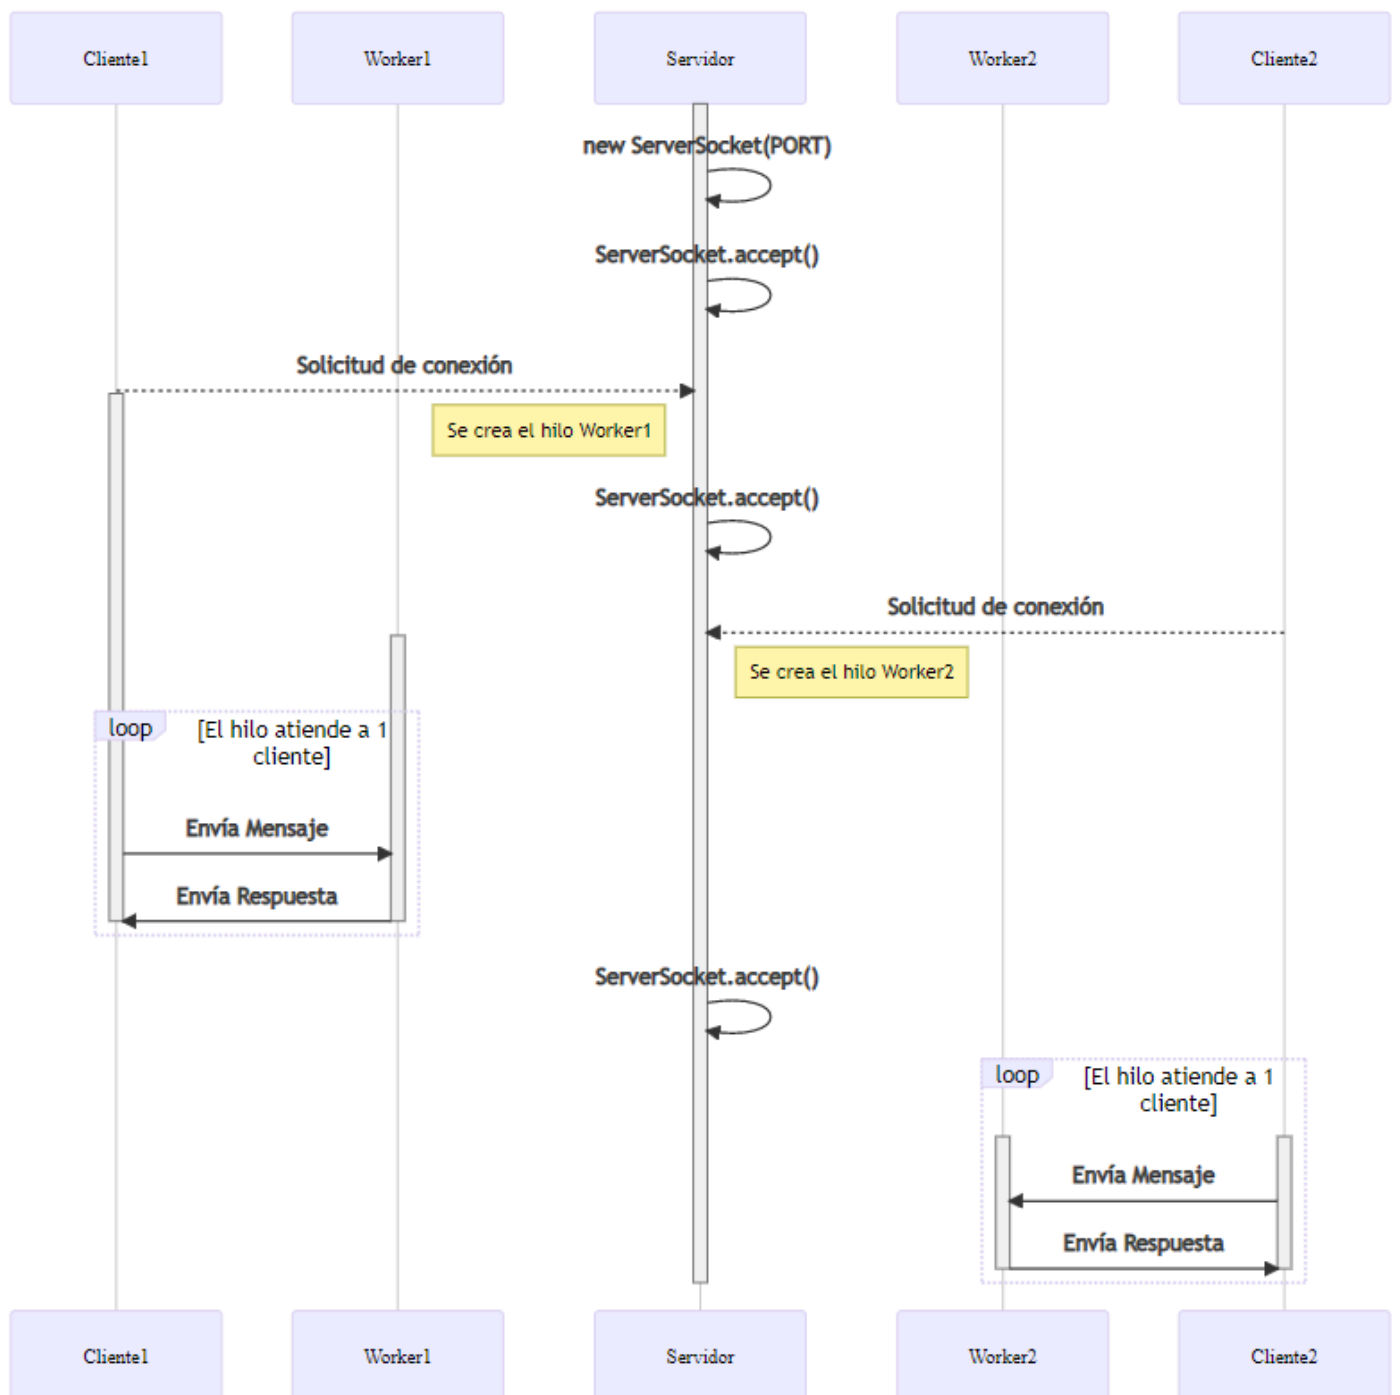 Cliente1
Worker1
Servidor
Worker2
Cliente2
new ServerSocket(PORT)
ServerSocket.accept()
Solicitud de conexión
Se crea el hilo Worker1
ServerSocket.accept()
Solicitud de conexión
Se crea el hilo Worker2
loop
[El hilo atiende a 1
cliente]
Envía Mensaje
Envía Respuesta
ServerSocket.accept()
loop
[El hilo atiende a 1
cliente]
Envía Mensaje
Envía Respuesta
Cliente1
Worker1
Servidor
Worker2
Cliente2